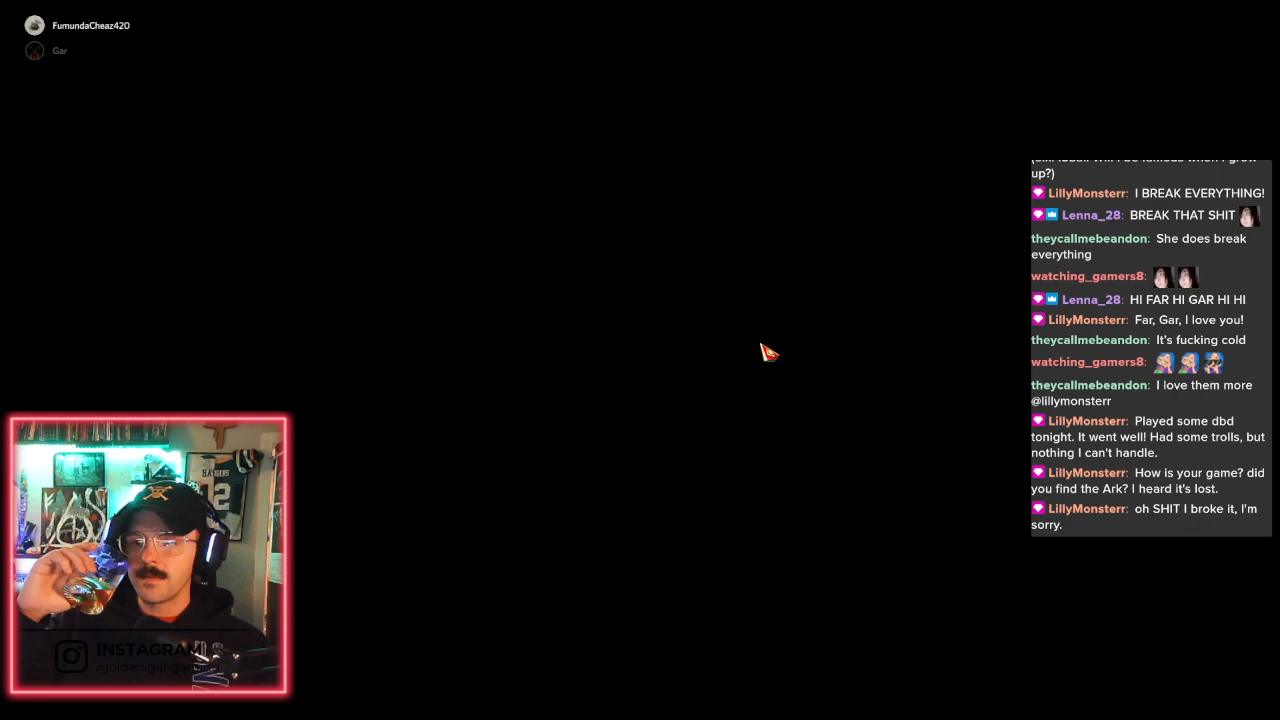 FumundaCheaz420
Gar
up?)
LillyMonsterr: I BREAK EVERYTHING!
Lenna_28: BREAK THAT SHIT
theycallmebeandon: She does break
everything
watching_gamers8:
Lenna_28: HI FAR HI GAR HI HI
LillyMonsterr: Far, Gar, I love you!
theycallmebeandon: It's fucking cold
watching_gamers8:
theycallmebeandon: I love them more
@lillymonsterr
LillyMonsterr: Played some dbd
tonight. It went well! Had some trolls, but
nothing I can't handle.
LillyMonsterr: How is your game? did
you find the Ark? I heard it's lost.
LillyMonsterr: oh SHIT I broke it, I'm
sorry.
12
INSTAGRAM